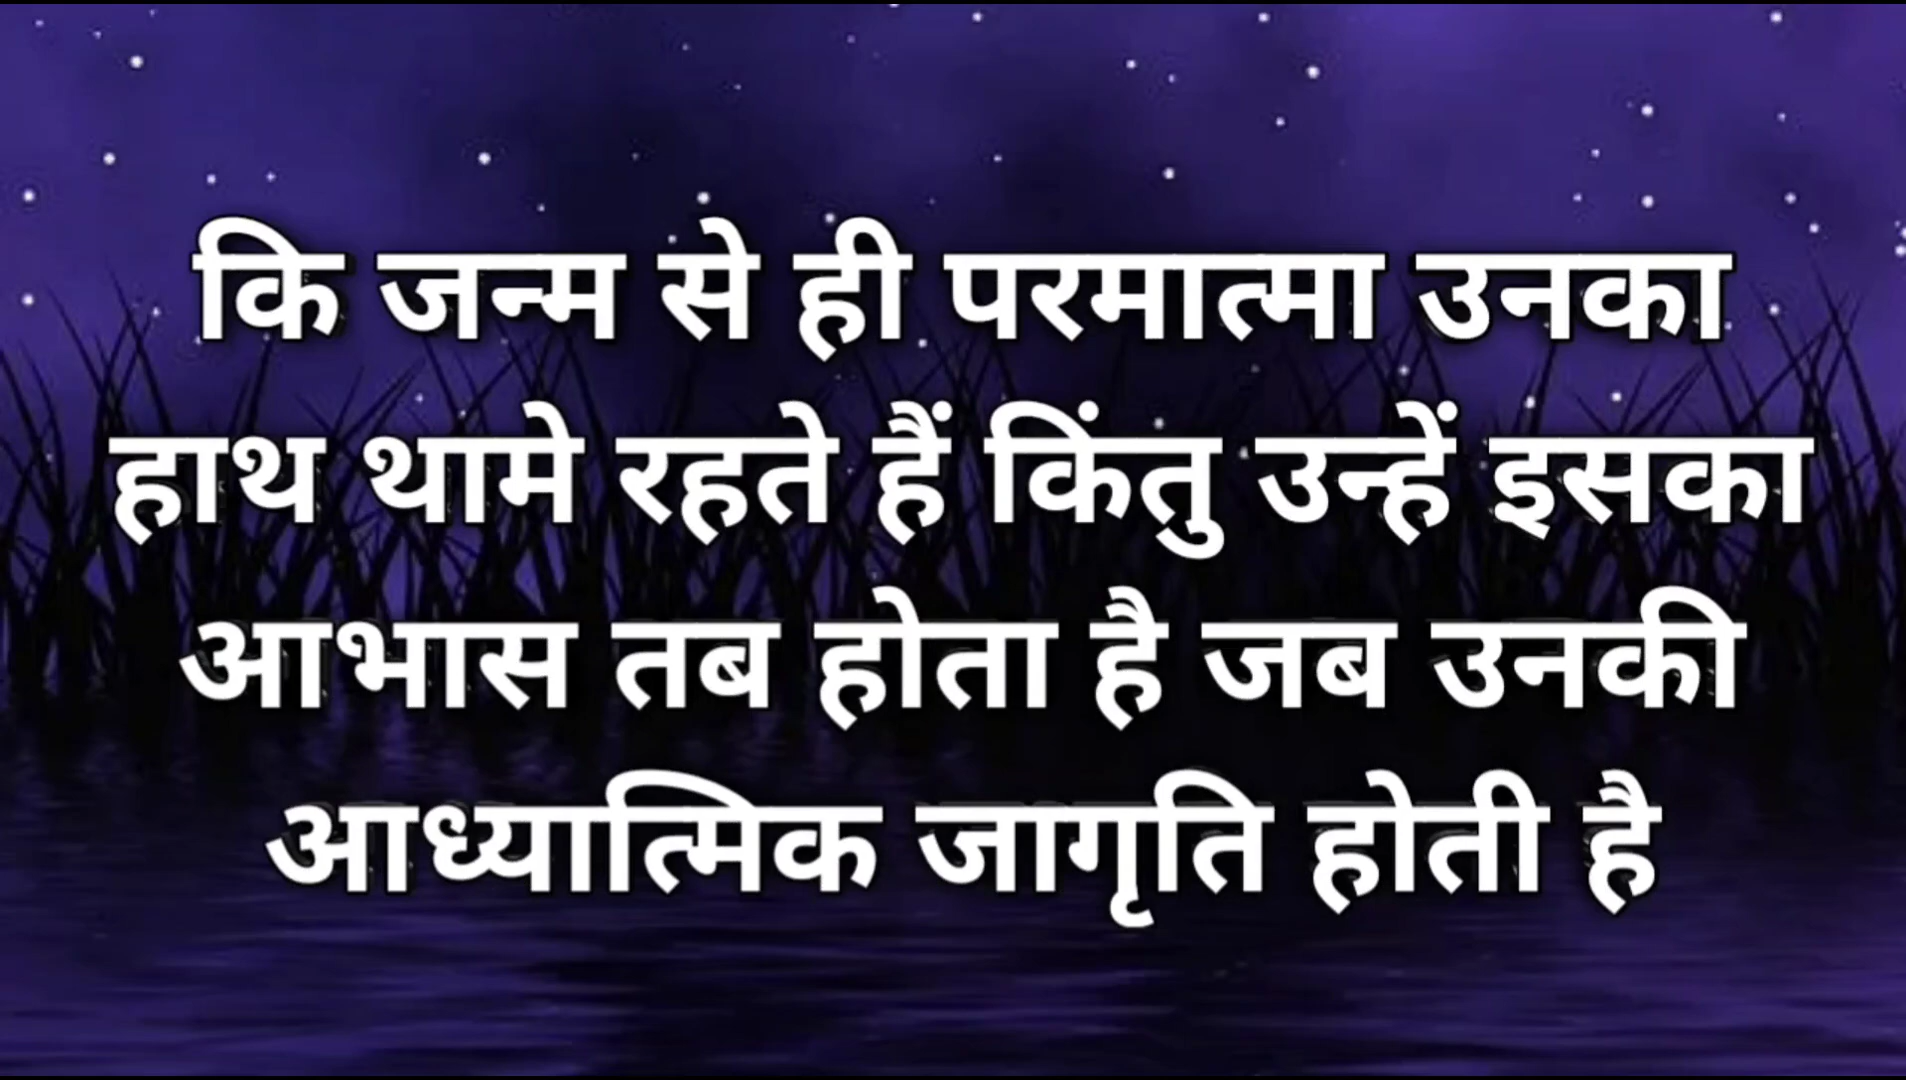 कि जन्म से ही परमात्मा उनका
हाथ थामे रहते हैं किंतु उन्हें इसका
आभास तब होता है जब उनकी
आध्यात्मिक जागृति होती है